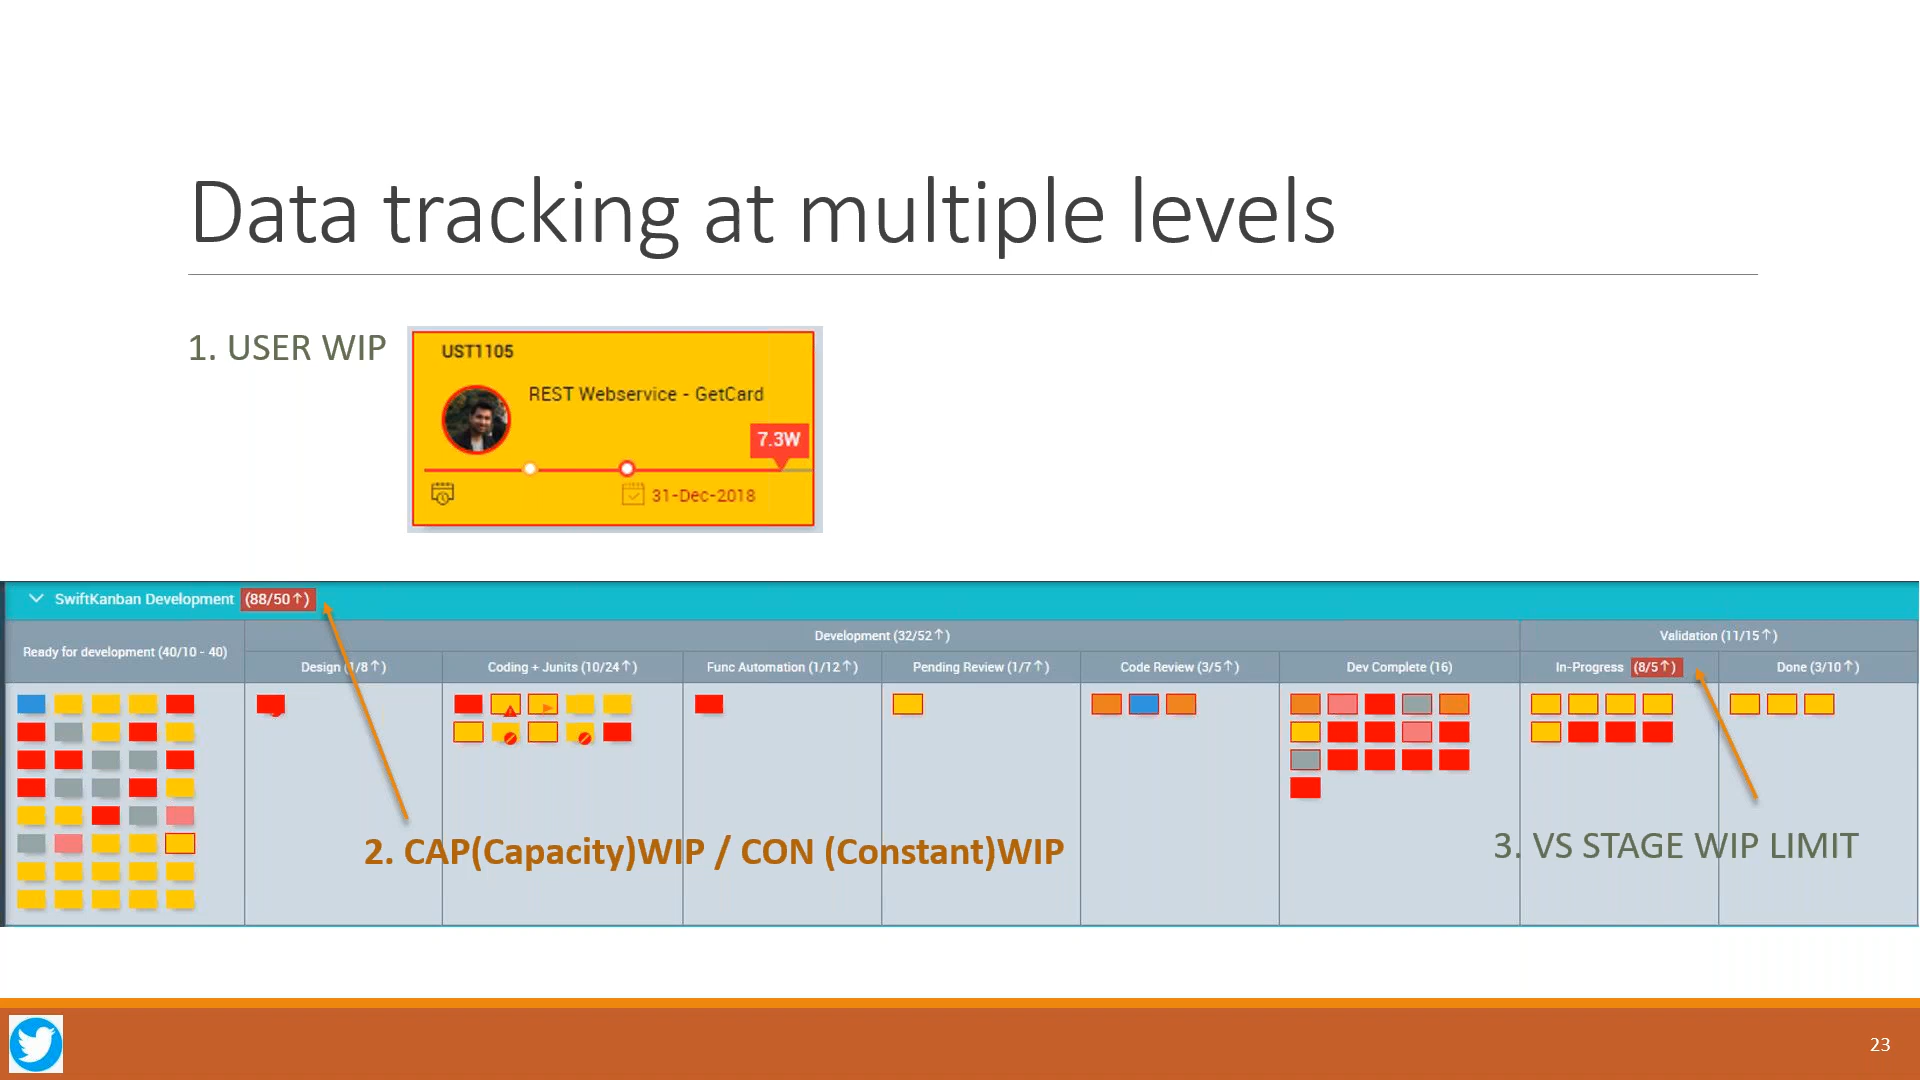 Data tracking at multiple levels
1. USER WIP
UST1105
REST Webservice - GetCard
7.3W
31-Dec-2018
SwiftKanban Development (88/50↑)
Ready for development (40/10 - 40)
Development (32/52↑)
Validation (11/15↑)
Design (1/8↑)
Coding + Junits (10/24↑)
Func Automation (1/12↑)
Pending Review (1/7↑)
Code Review (3/5↑)
Dev Complete (16)
In-Progress (8/5↑)
Done (3/10↑)
2. CAP(Capacity)WIP / CON (Constant)WIP
3. VS STAGE WIP LIMIT
23